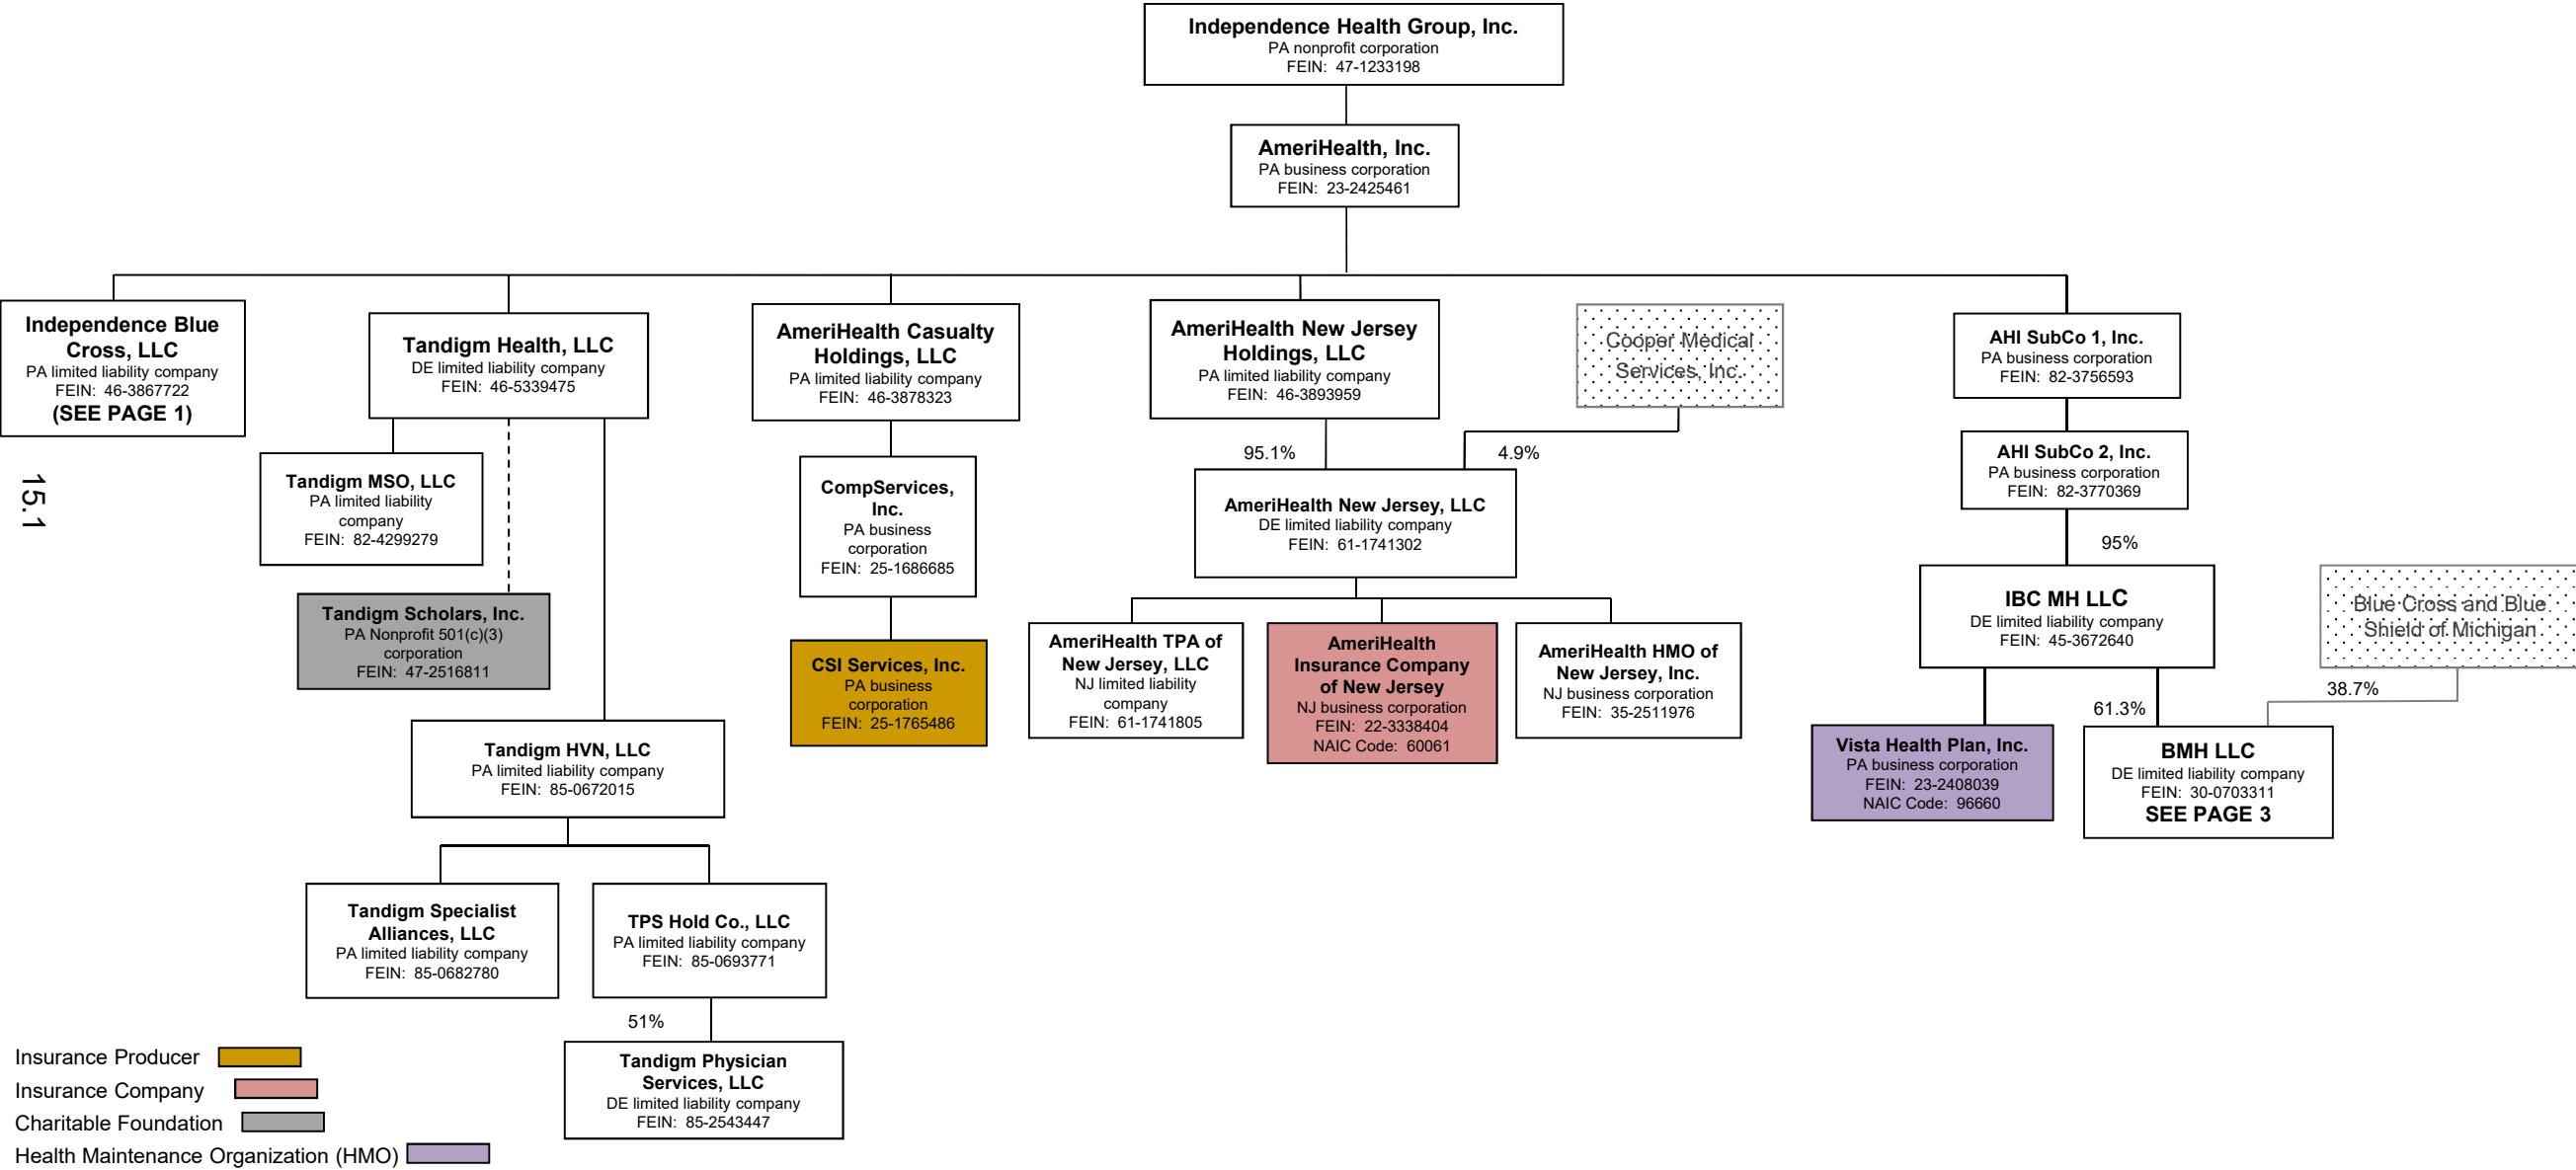 Independence Health Group, Inc.
PA nonprofit corporation
FEIN: 47-1233198
AmeriHealth, Inc.
PA business corporation
FEIN: 23-2425461
Independence Blue
Cross, LLC
PA limited liability company
FEIN: 46-3867722
(SEE PAGE 1)
Tandigm Health, LLC
DE limited liability company
FEIN: 46-5339475
AmeriHealth Casualty
Holdings, LLC
PA limited liability company
FEIN: 46-3878323
AmeriHealth New Jersey
Holdings, LLC
PA limited liability company
FEIN: 46-3893959
Cooper Medical
Services, Inc.
AHI SubCo 1, Inc.
PA business corporation
FEIN: 82-3756593
15.1
Tandigm MSO, LLC
PA limited liability
company
FEIN: 82-4299279
CompServices,
Inc.
PA business
corporation
FEIN: 25-1686685
95.1%
4.9%
AmeriHealth New Jersey, LLC
DE limited liability company
FEIN: 61-1741302
AHI SubCo 2, Inc.
PA business corporation
FEIN: 82-3770369
95%
Tandigm Scholars, Inc.
PA Nonprofit 501(c)(3)
corporation
FEIN: 47-2516811
CSI Services, Inc.
PA business
corporation
FEIN: 25-1765486
AmeriHealth TPA of
New Jersey, LLC
NJ limited liability
company
FEIN: 61-1741805
AmeriHealth
Insurance Company
of New Jersey
NJ business corporation
FEIN: 22-3338404
NAIC Code: 60061
AmeriHealth HMO of
New Jersey, Inc.
NJ business corporation
FEIN: 35-2511976
IBC MH LLC
DE limited liability company
FEIN: 45-3672640
Blue Cross and Blue
Shield of Michigan
38.7%
61.3%
Tandigm HVN, LLC
PA limited liability company
FEIN: 85-0672015
Vista Health Plan, Inc.
PA business corporation
FEIN: 23-2408039
NAIC Code: 96660
BMH LLC
DE limited liability company
FEIN: 30-0703311
SEE PAGE 3
Tandigm Specialist
Alliances, LLC
PA limited liability company
FEIN: 85-0682780
TPS Hold Co., LLC
PA limited liability company
FEIN: 85-0693771
51%
Tandigm Physician
Services, LLC
DE limited liability company
FEIN: 85-2543447
Insurance Producer
Insurance Company
Charitable Foundation
Health Maintenance Organization (HMO)